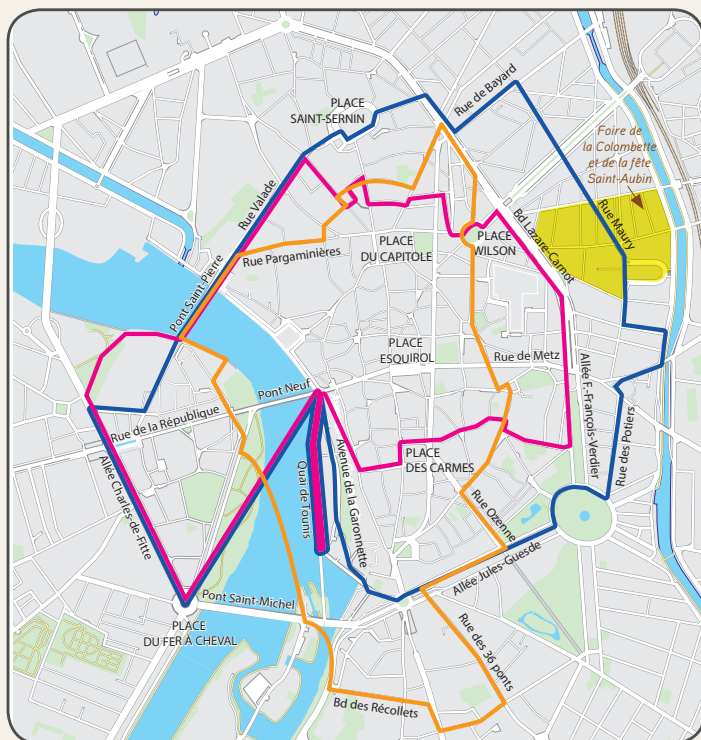 Rue de Bayard
PLACE
SAINT-SERNIN
Foire de
la Colombette
et de la fête
Saint-Aubin
Rue Valade
Rue Maury
Bd Lazare-Carnot
PLACE
WILSON
PLACE
DU CAPITOLE
Rue Pargaminières
Pont Saint-Pierre
PLACE
ESQUIROL
Rue de Metz
Allée F.-François-Verdier
Pont Neuf
Rue de la République
Rue des Potiers
Avenue de la Garonnette
PLACE
DES CARMES
Allée Charles-de-Fitte
Quai de Tounis
Rue Ozenne
Allée Jules-Guesde
Pont Saint-Michel
PLACE
DU FER À CHEVAL
Rue des 36 ponts
Bd des Récollets